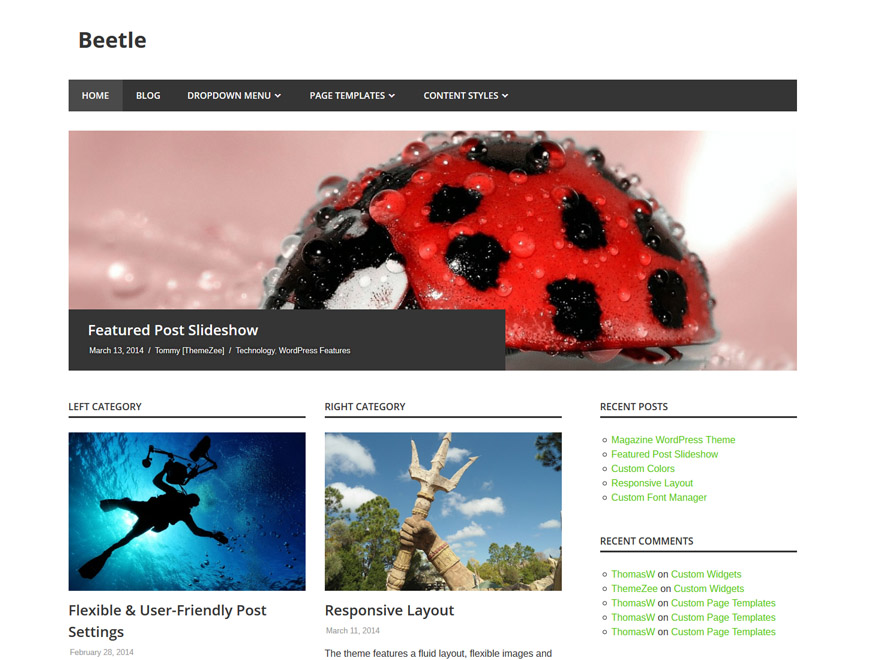 Beetle
HOME BLOG DROPDOWN MENU PAGE TEMPLATES CONTENT STYLES
Featured Post Slideshow
March 13, 2014 / Tommy [ThemeZee] / Technology, WordPress Features
LEFT CATEGORY
Flexible & User-Friendly Post
Settings
February 28, 2014
RIGHT CATEGORY
Responsive Layout
March 11, 2014
The theme features a fluid layout, flexible images and
RECENT POSTS
Magazine WordPress Theme
Featured Post Slideshow
Custom Colors
Responsive Layout
Custom Font Manager
RECENT COMMENTS
ThomasW on Custom Widgets
ThemeZee on Custom Widgets
ThomasW on Custom Page Templates
ThomasW on Custom Page Templates
ThomasW on Custom Page Templates